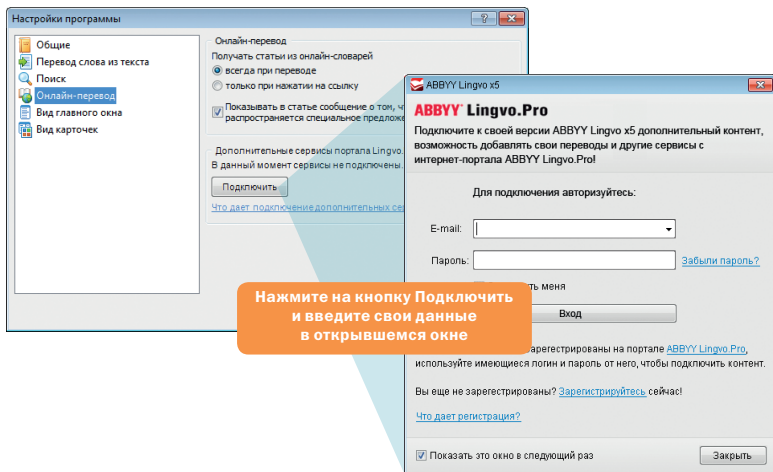 Настройки программы
Общие
Перевод слова из текста
Поиск
Онлайн-перевод
Вид главного окна
Вид карточек
Онлайн-перевод
Получать статьи из онлайн-словарей
всегда при переводе
только при нажатии на ссылку
Показывать в статье сообщение о том,
распространяется специальное
Дополнительные сервисы портала Lingvo.
В данный момент сервисы не подключены.
Подключить
Что дает подключение дополнительных
ABBYY Lingvo x5
ABBYY Lingvo.Pro
Подключите к своей версии ABBYY Lingvo x5 дополнительный контент,
возможность добавлять свои переводы и другие сервисы с
интернет-портала ABBYY Lingvo.Pro!
Для подключения авторизуйтесь:
E-mail:
Пароль:
Забыли пароль?
меня
Вход
Нажмите на кнопку Подключить
и введите свои данные
в открывшемся окне
на портале ABBYY Lingvo.Pro,
используйте имеющиеся логин и пароль от него, чтобы подключить контент.
Вы еще не зарегестрированы? Зарегистрируйтесь сейчас!
Что дает регистрация?
Показать это окно в следующий раз
Закрыть